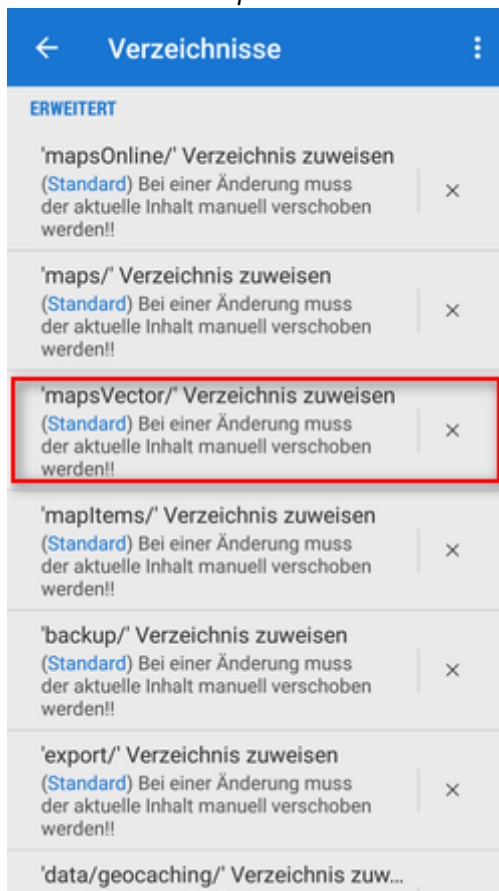 Verzeichnisse
ERWEITERT
'mapsOnline/' Verzeichnis zuweisen
(Standard) Bei einer Änderung muss
der aktuelle Inhalt manuell verschoben
werden!!
'maps/' Verzeichnis zuweisen
(Standard) Bei einer Änderung muss
der aktuelle Inhalt manuell verschoben
werden!!
'mapsVector/' Verzeichnis zuweisen
(Standard) Bei einer Änderung muss
der aktuelle Inhalt manuell verschoben
werden!!
'mapItems/' Verzeichnis zuweisen
(Standard) Bei einer Änderung muss
der aktuelle Inhalt manuell verschoben
werden!!
'backup/' Verzeichnis zuweisen
(Standard) Bei einer Änderung muss
der aktuelle Inhalt manuell verschoben
werden!!
'export/' Verzeichnis zuweisen
(Standard) Bei einer Änderung muss
der aktuelle Inhalt manuell verschoben
werden!!
'data/geocaching/' Verzeichnis zuw...